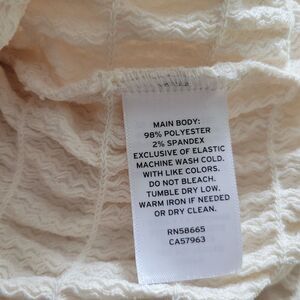 MAIN BODY:
98% POLYESTER
2% SPANDEX
EXCLUSIVE OF ELASTIC
MACHINE WASH COLD.
WITH LIKE COLORS.
DO NOT BLEACH.
TUMBLE DRY LOW.
WARM IRON IF NEEDED
OR DRY CLEAN.
RN58665
CA57963